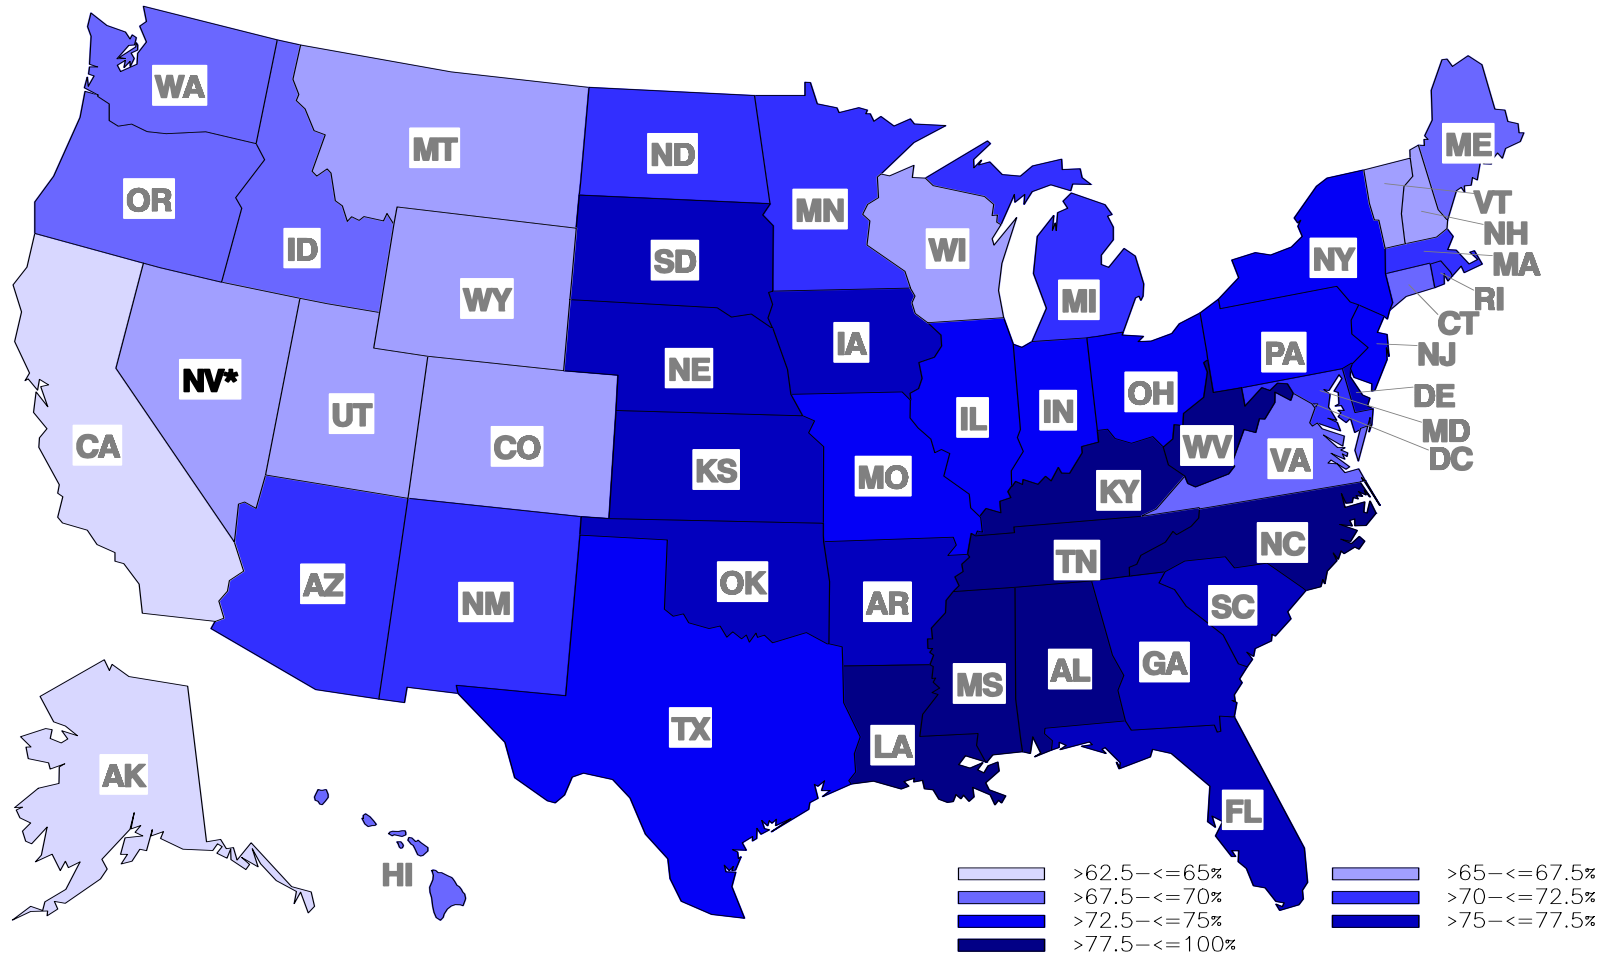 WA
MT
ND
ME
OR
MN
VT
ID
WI
NH
SD
NY
MA
WY
MI
RI
CT
IA
PA
NJ
NE
NV*
OH
DE
UT
IN
IL
MD
CA
CO
WV
VA
DC
KS
MO
KY
NC
TN
AZ
OK
NM
AR
SC
GA
AL
MS
TX
LA
AK
FL
HI
>62.5-<=65%
>65-<=67.5%
>67.5-<=70%
>70-<=72.5%
>72.5-<=75%
>75-<=77.5%
>77.5-<=100%